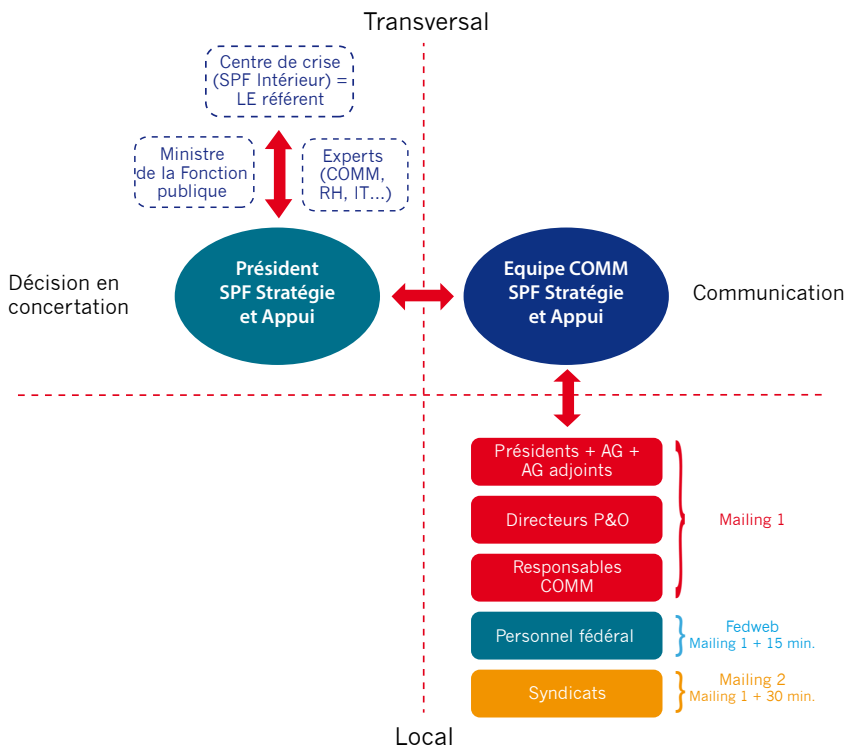 Transversal
Centre de crise
(SPF Intérieur) =
LE référent
Ministre
de la Fonction
publique
Experts
(COMM,
RH, IT...)
Décision en
concertation
Président
SPF Stratégie
et Appui
Equipe COMM
SPF Stratégie
et Appui
Communication
Présidents + AG +
AG adjoints
Directeurs P&O
Responsables
COMM
Mailing 1
Personnel fédéral
Fedweb
Mailing 1 + 15 min.
Syndicats
Mailing 2
Mailing 1 + 30 min.
Local